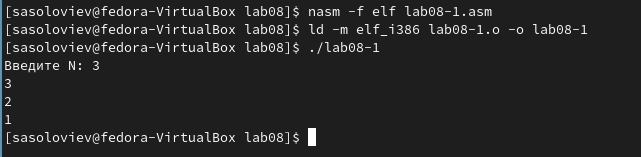 [sasoloviev@fedora-VirtualBox lab08]$ nasm -f elf lab08-1.asm
[sasoloviev@fedora-VirtualBox lab08]$ ld -m elf_i386 lab08-1.o -o lab08-1
[sasoloviev@fedora-VirtualBox lab08]$ ./lab08-1
Введите N: 3
3
2
1
[sasoloviev@fedora-VirtualBox lab08]$